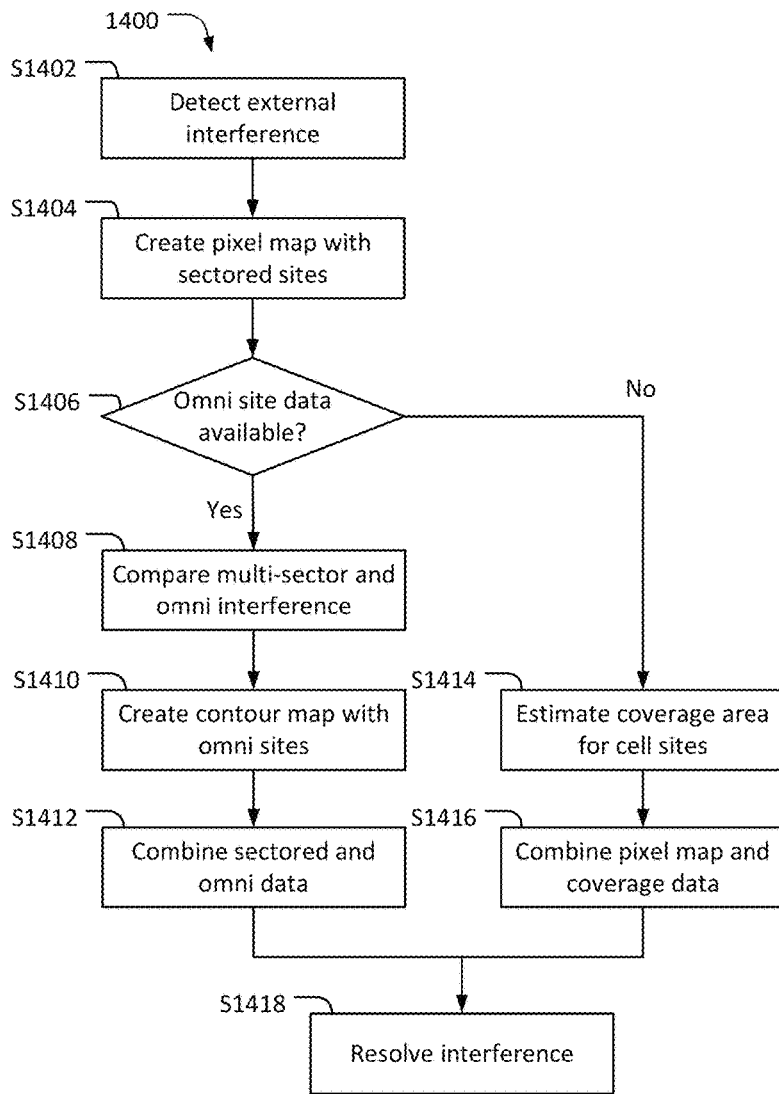 1400
S1402
Detect external
interference
S1404
Create pixel map with
sectored sites
S1406
Omni site data
available?
No
Yes
S1408
Compare multi-sector and
omni interference
S1410
Create contour map with
omni sites
S1414
Estimate coverage area
for cell sites
S1412
Combine sectored and
omni data
S1416
Combine pixel map and
coverage data
S1418
Resolve interference